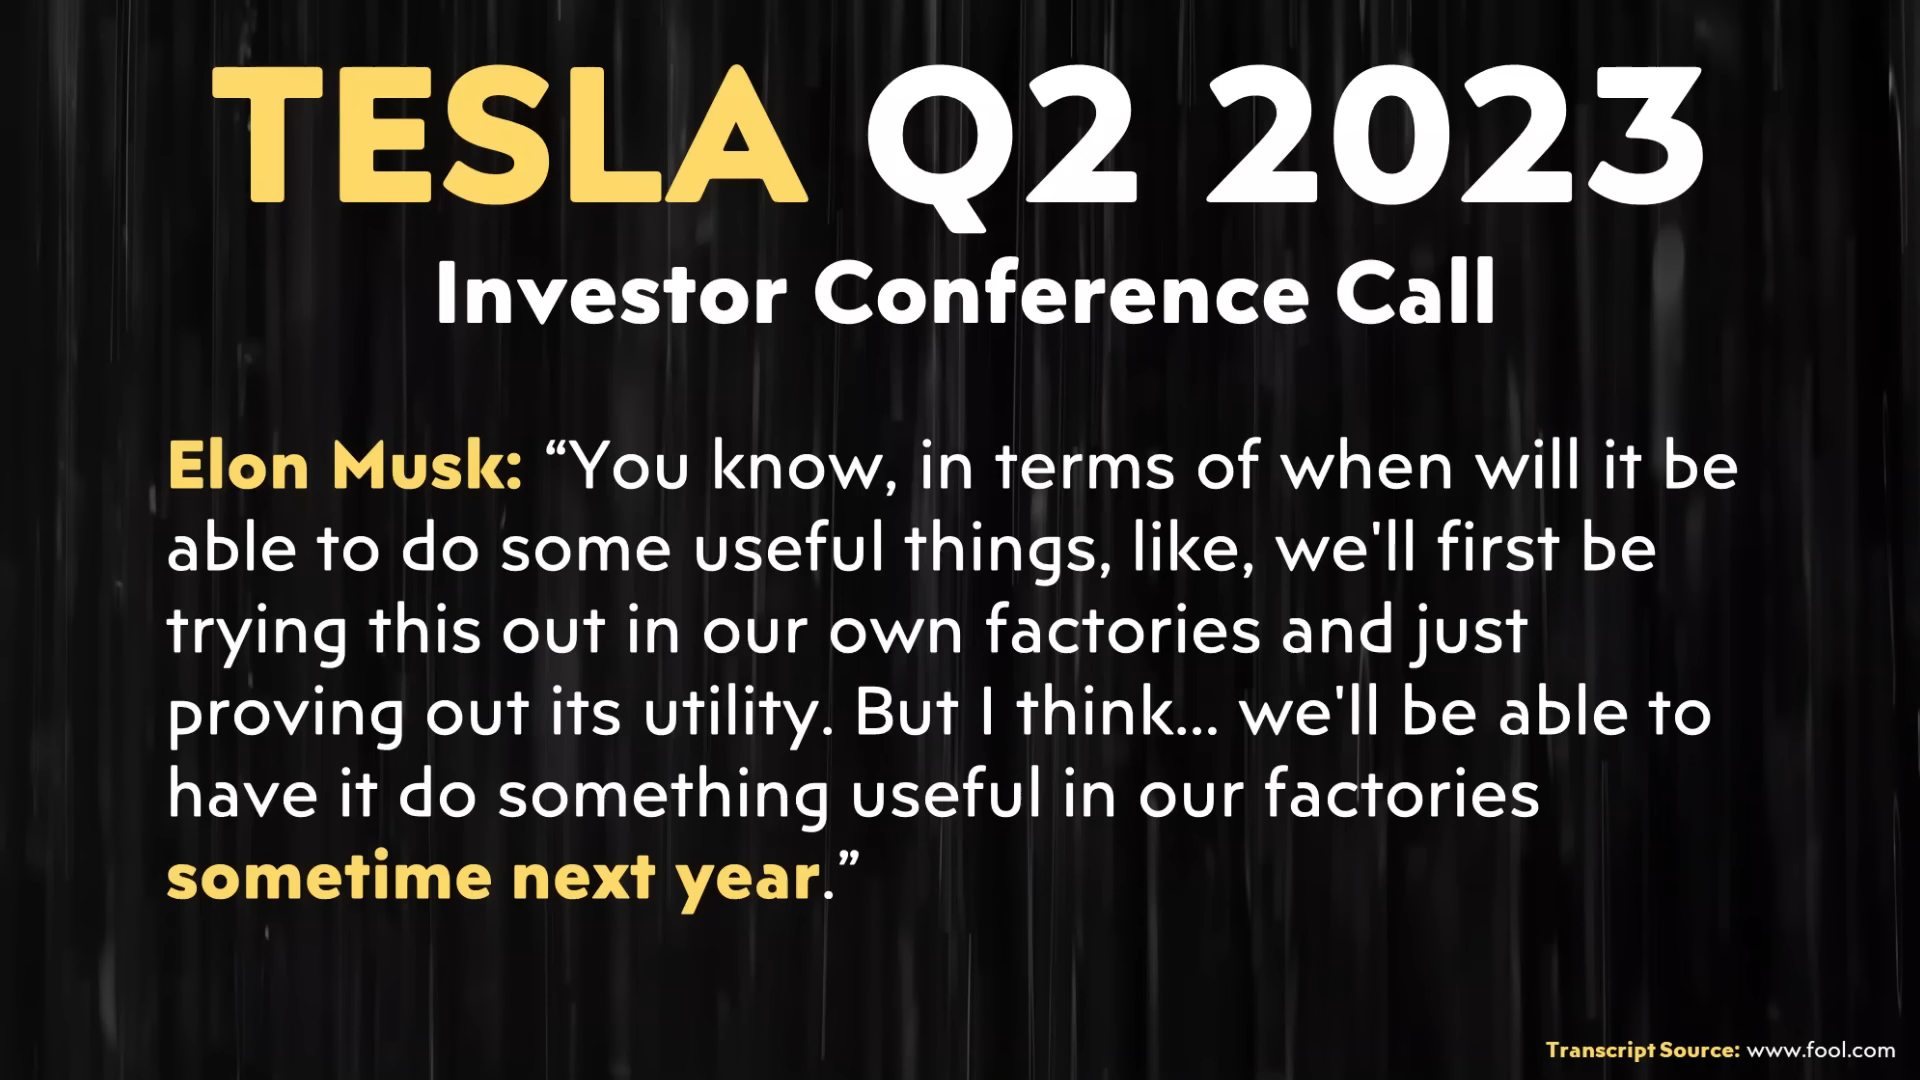 TESLA Q2 2023
Investor Conference Call
Elon Musk: “You know, in terms of when will it be
able to do some useful things, like, we'll first be
trying this out in our own factories and just
proving out its utility. But I think... we'll be able to
have it do something useful in our factories
sometime next year.”
Transcript Source: www.fool.com